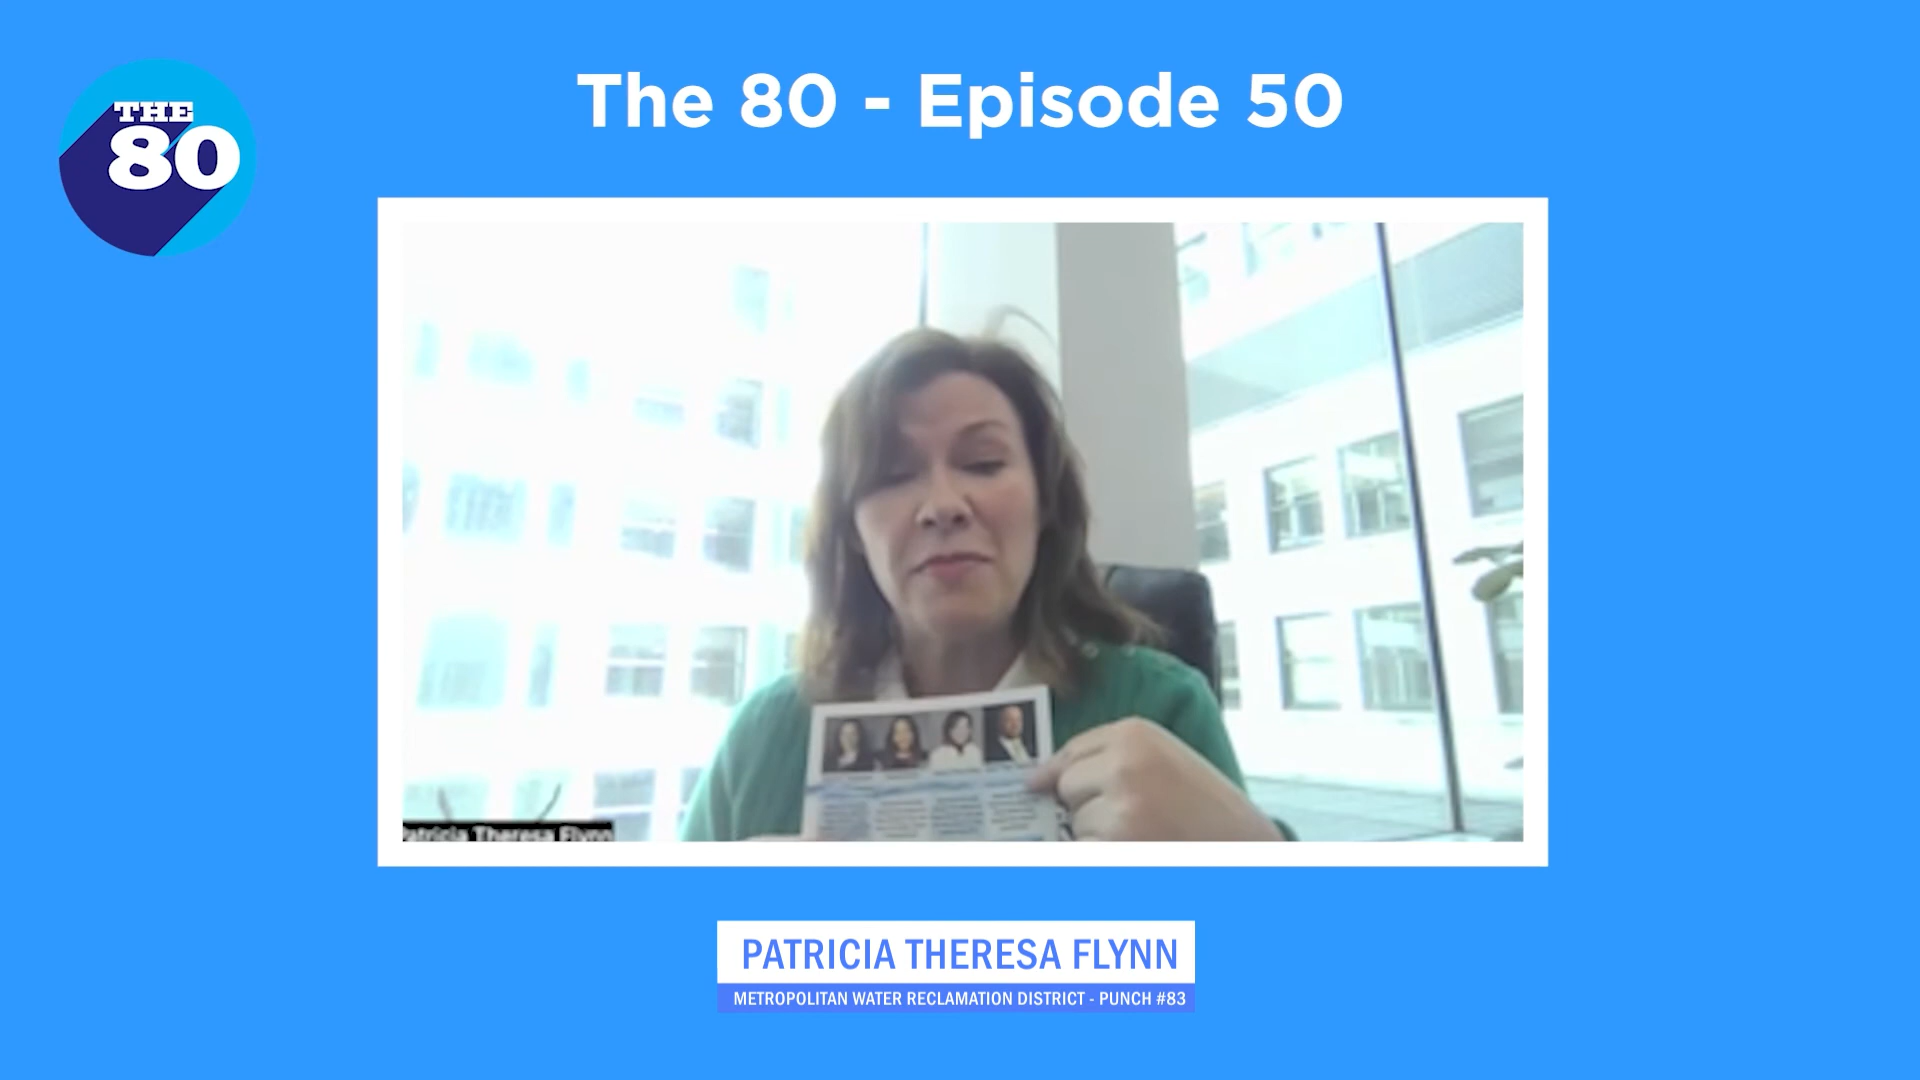 THE
80
The 80 - Episode 50
Patricia Theresa Flynn
PATRICIA THERESA FLYNN
METROPOLITAN WATER RECLAMATION DISTRICT - PUNCH #83